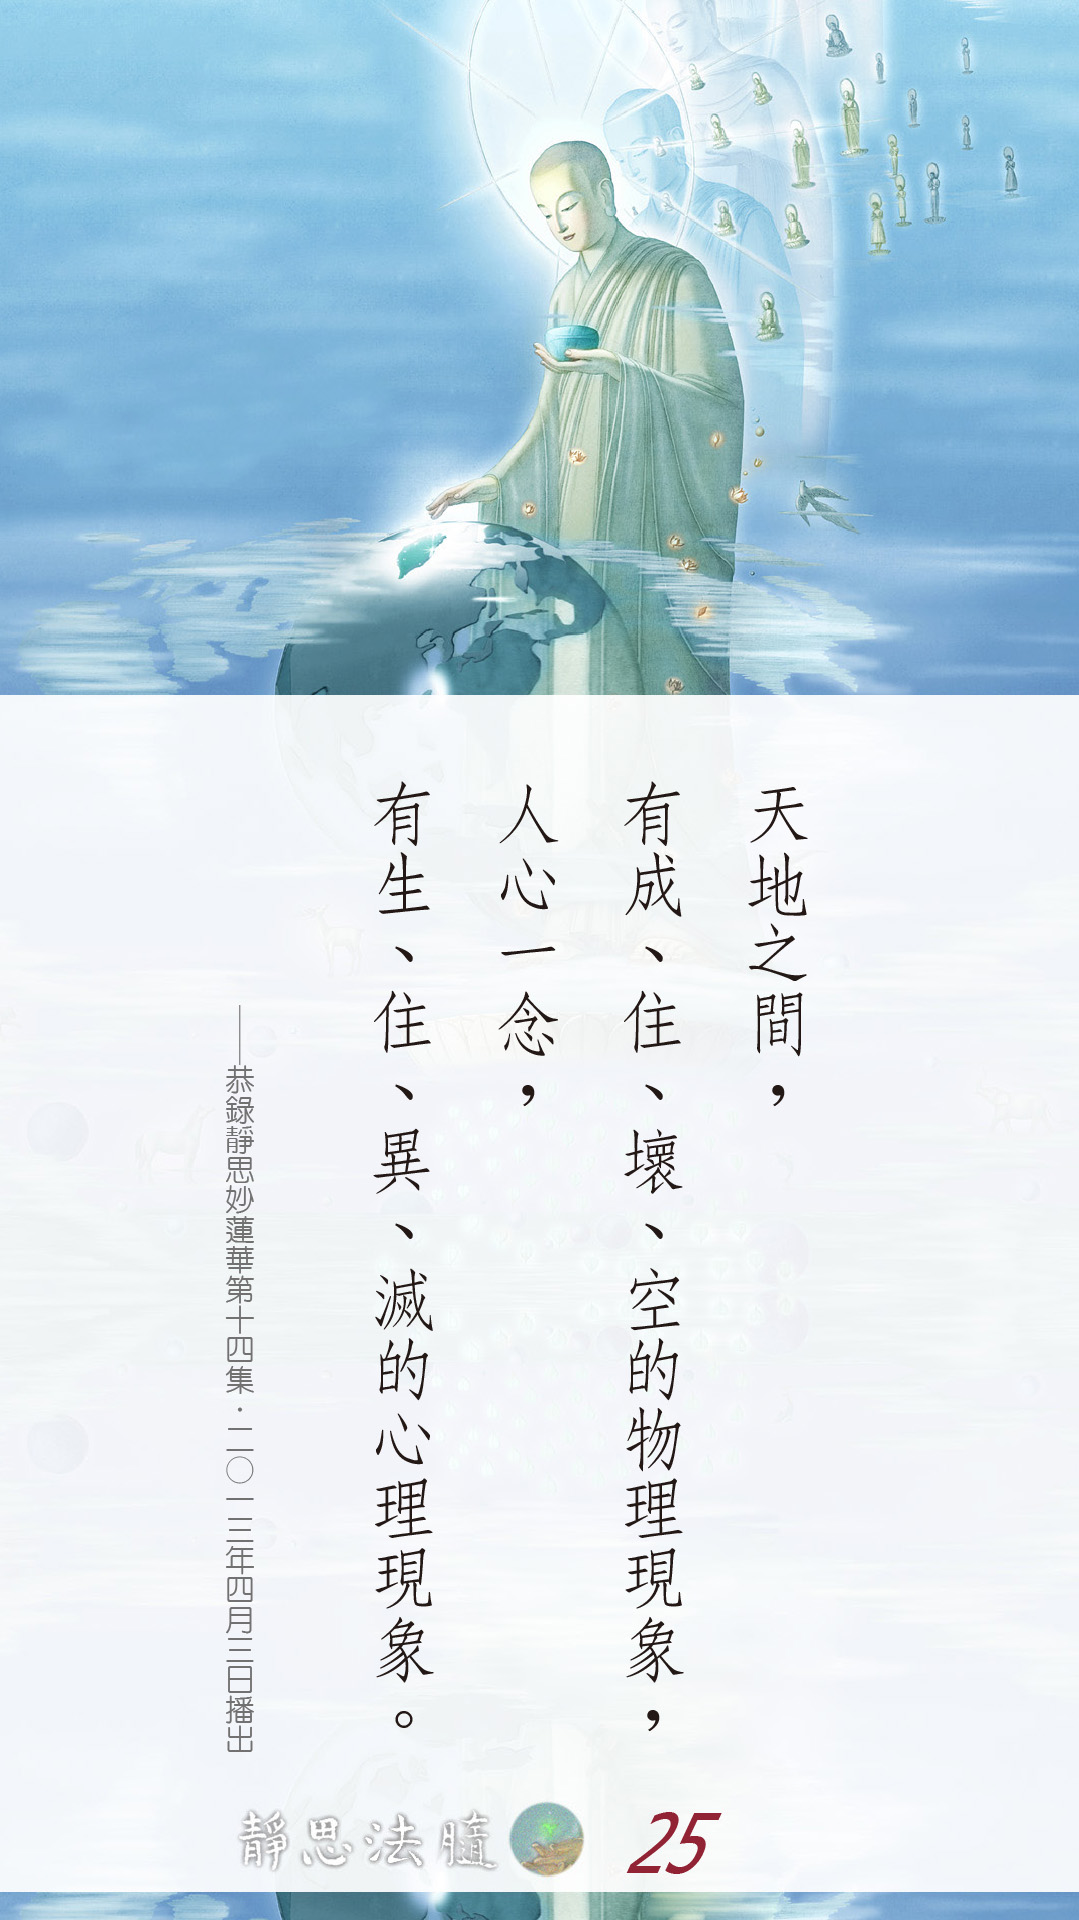 天地之間，
有成、住、壞、空的物理現象，
人心一念，
有生、住、異、滅的心理現象。
——恭錄靜思妙蓮華第十四集·二〇一三年四月三日播出
靜思法髓
25